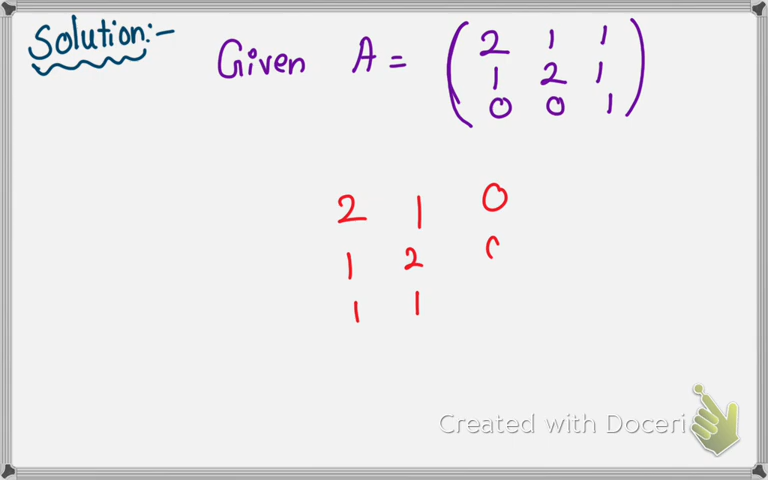 Solution:-
Given A = ( 2 1 1
1 2 1
0 0 1 )
2 1 0
1 2
1 1
Created with Doceri